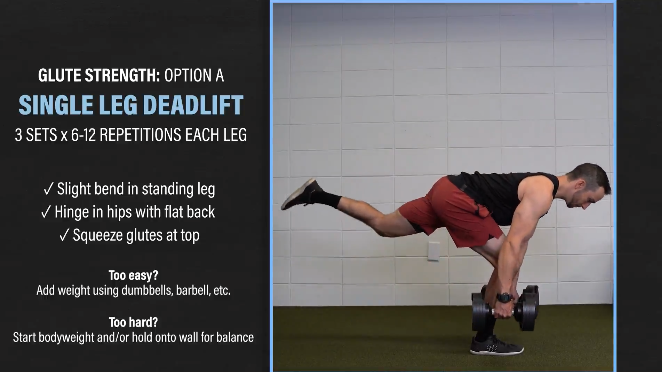 GLUTE STRENGTH: OPTION A
SINGLE LEG DEADLIFT
3 SETS x 6-12 REPETITIONS EACH LEG
✓ Slight bend in standing leg
✓ Hinge in hips with flat back
✓ Squeeze glutes at top
Too easy?
Add weight using dumbbells, barbell, etc.
Too hard?
Start bodyweight and/or hold onto wall for balance